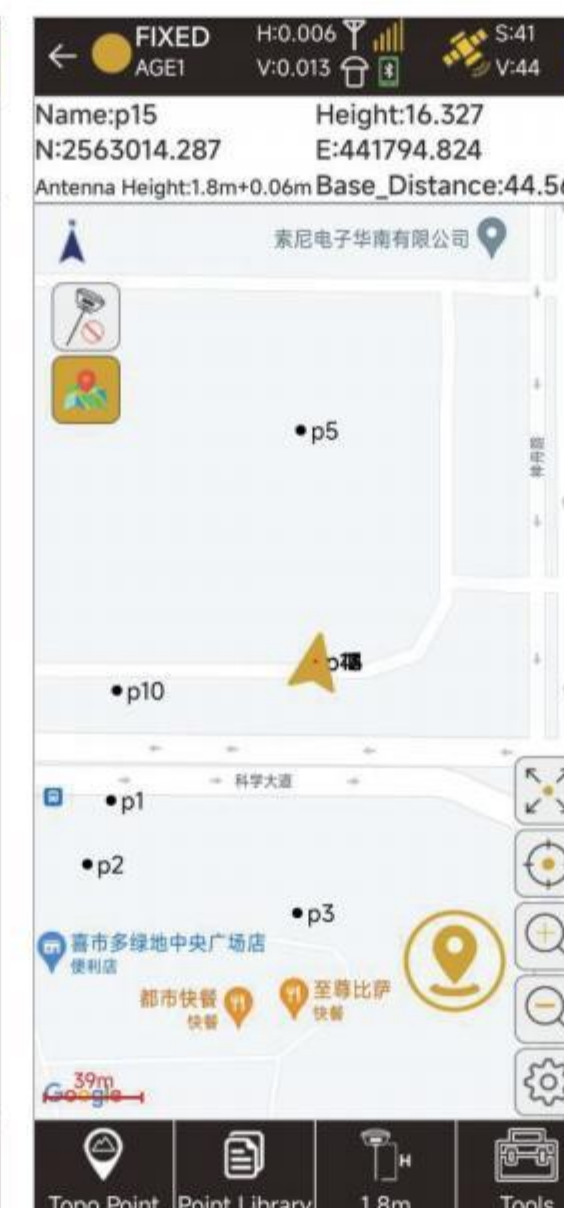 FIXED
AGE1
H:0.006
V:0.013
S:41
V:44
Name:p15
Height:16.327
N:2563014.287
E:441794.824
Antenna Height:1.8m+0.06m
Base_Distance:44.56
索尼电子华南有限公司
p5
p10
科学大道
p1
p2
p3
喜市多绿地中央广场店
便利店
都市快餐
快餐
至尊比萨
快餐
39m
Google
H
Topo Point
Point Library
1.8m
Tools